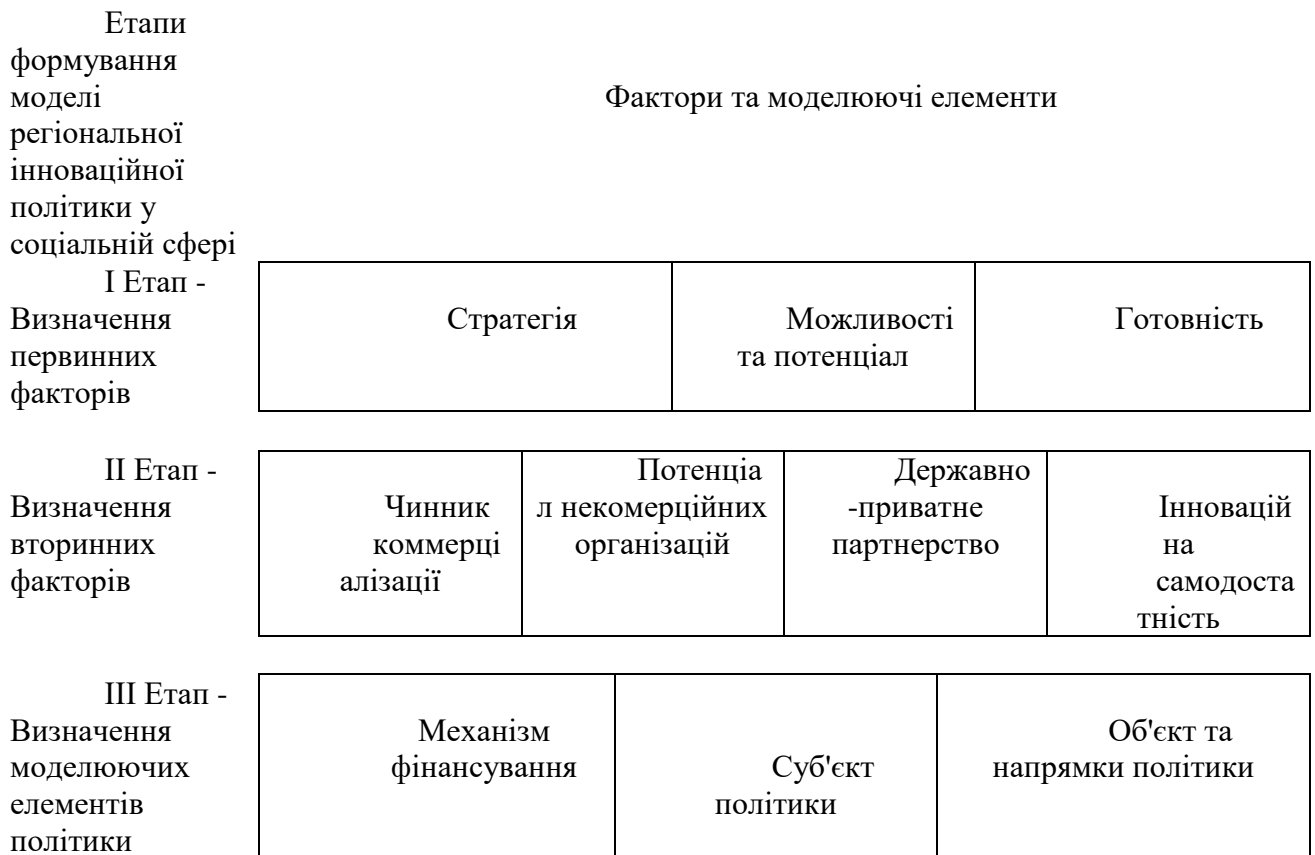 Етапи
формування
моделі
регіональної
інноваційної
політики у
соціальній сфері
Фактори та моделюючі елементи
I Етап -
Визначення
первинних
факторів
Стратегія
Можливості
та потенціал
Готовність
II Етап -
Визначення
вторинних
факторів
Чинник
коммерці
алізації
Потенціа
л некомерційних
організацій
Державно
-приватне
партнерство
Інновацій
на
самодоста
тність
III Етап -
Визначення
моделюючих
елементів
політики
Механізм
фінансування
Суб'єкт
політики
Об'єкт та
напрямки політики